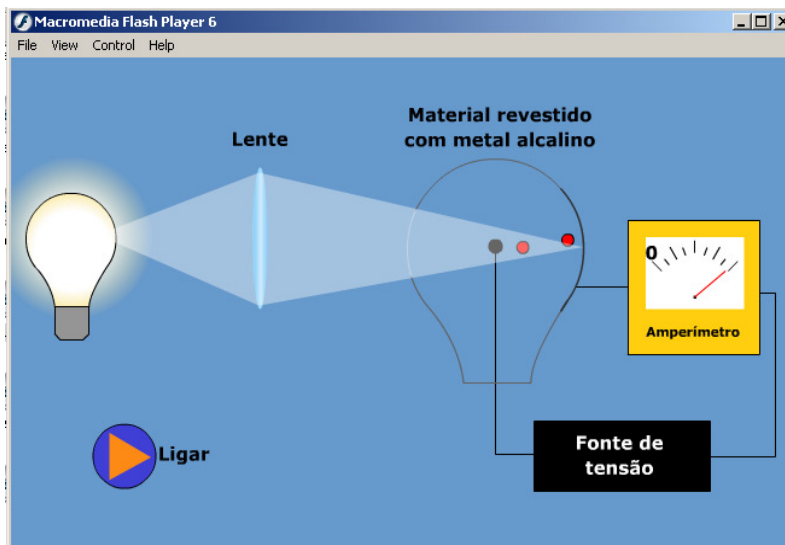 Macromedia Flash Player 6
File View Control Help
Material revestido
com metal alcalino
Lente
0
Amperímetro
Ligar
Fonte de
tensão